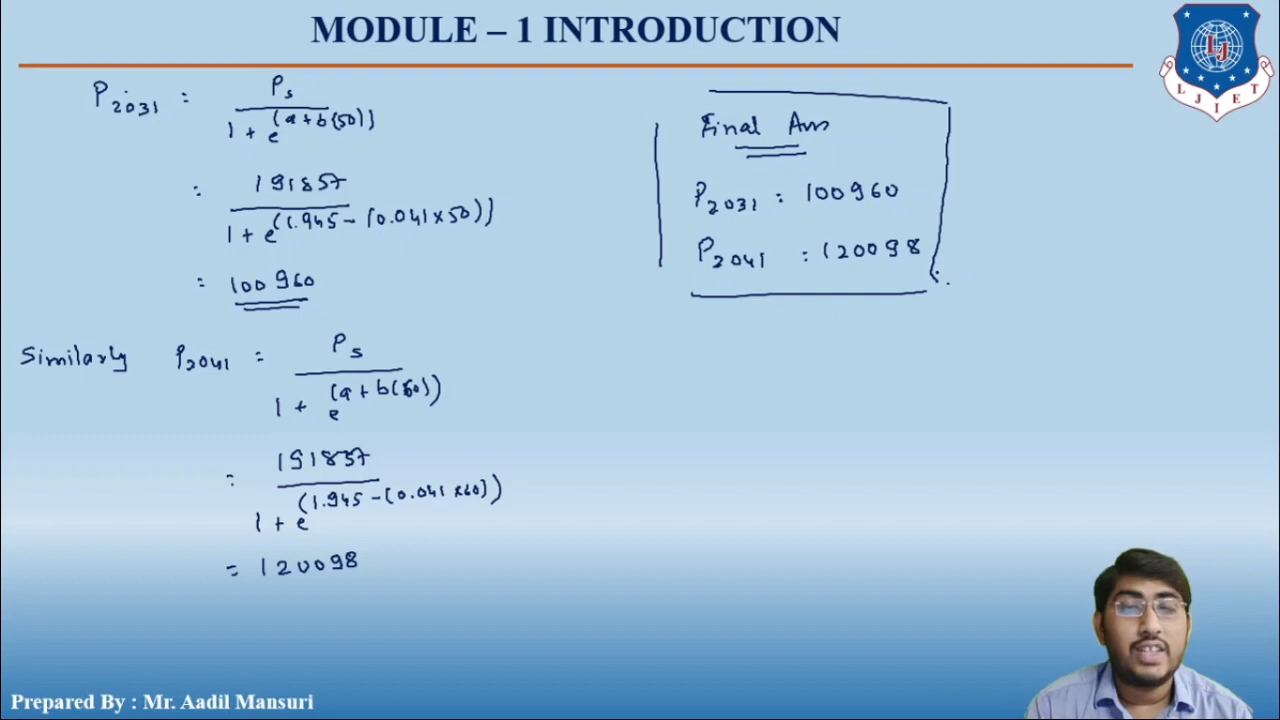 MODULE – 1 INTRODUCTION
P2031 = Ps / 1 + e(a + b(50))
= 191857 / 1 + e(1.945 - (0.041 x 50))
= 100960
Similarly P2041 = Ps / 1 + e(a + b(60))
= 191837 / 1 + e(1.945 - (0.041 x 60))
= 120098
Final Ans
P2031 = 100960
P2041 = 120098
LJIET
Prepared By : Mr. Aadil Mansuri